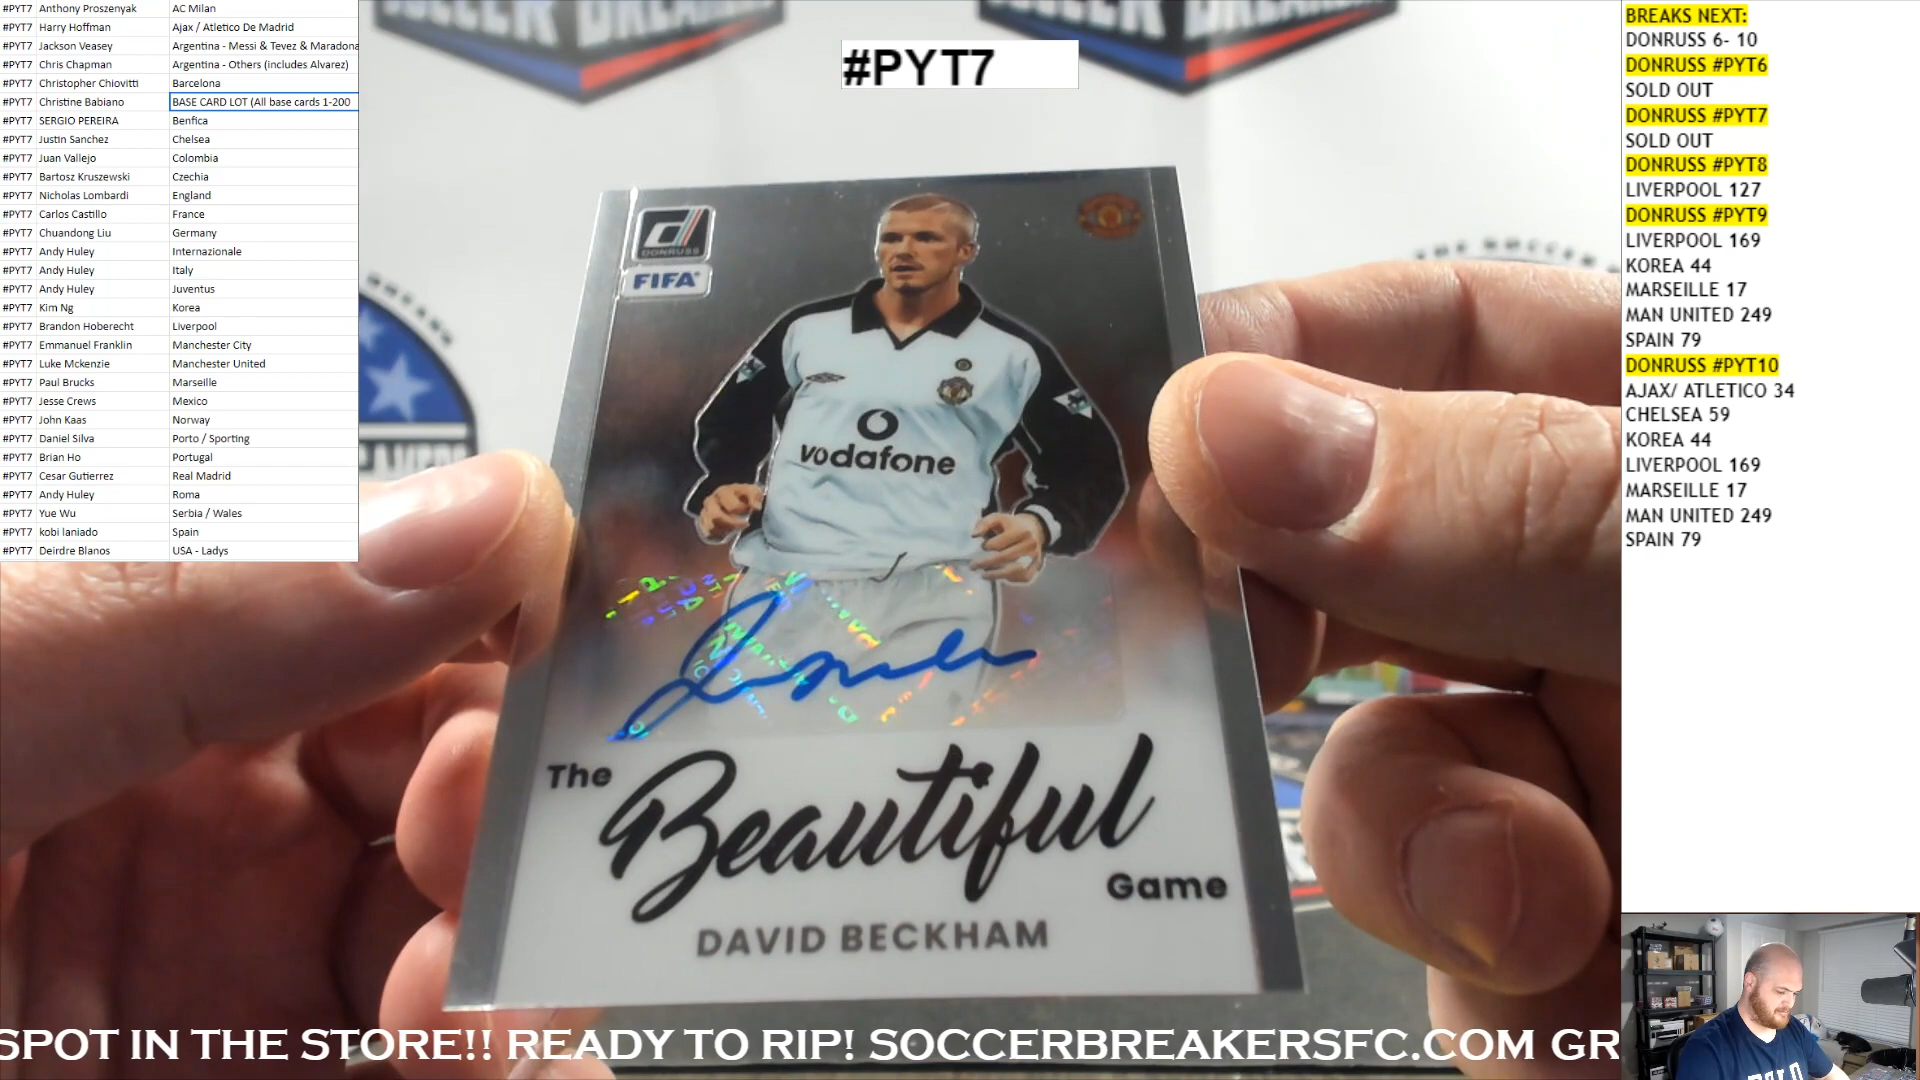 #PYT7 Anthony Proszenyak AC Milan
#PYT7 Harry Hoffman Ajax / Atletico De Madrid
#PYT7 Jackson Veasey Argentina - Messi & Tevez & Maradona
#PYT7 Chris Chapman Argentina - Others (includes Alvarez)
#PYT7 Christopher Chiovitti Barcelona
#PYT7 Christine Babiano BASE CARD LOT (All base cards 1-200
#PYT7 SERGIO PEREIRA Benfica
#PYT7 Justin Sanchez Chelsea
#PYT7 Juan Vallejo Colombia
#PYT7 Bartosz Kruszewski Czechia
#PYT7 Nicholas Lombardi England
#PYT7 Carlos Castillo France
#PYT7 Chuandong Liu Germany
#PYT7 Andy Huley Internazionale
#PYT7 Andy Huley Italy
#PYT7 Andy Huley Juventus
#PYT7 Kim Ng Korea
#PYT7 Brandon Hoberecht Liverpool
#PYT7 Emmanuel Franklin Manchester City
#PYT7 Luke Mckenzie Manchester United
#PYT7 Paul Brucks Marseille
#PYT7 Jesse Crews Mexico
#PYT7 John Kaas Norway
#PYT7 Daniel Silva Porto / Sporting
#PYT7 Brian Ho Portugal
#PYT7 Cesar Gutierrez Real Madrid
#PYT7 Andy Huley Roma
#PYT7 Yue Wu Serbia / Wales
#PYT7 kobi laniado Spain
#PYT7 Deirdre Blanos USA - Ladys
#PYT7
DONRUSS
FIFA
vodafone
The
Beautiful
Game
DAVID BECKHAM
BREAKS NEXT:
DONRUSS 6- 10
DONRUSS #PYT6
SOLD OUT
DONRUSS #PYT7
SOLD OUT
DONRUSS #PYT8
LIVERPOOL 127
DONRUSS #PYT9
LIVERPOOL 169
KOREA 44
MARSEILLE 17
MAN UNITED 249
SPAIN 79
DONRUSS #PYT10
AJAX/ ATLETICO 34
CHELSEA 59
KOREA 44
LIVERPOOL 169
MARSEILLE 17
MAN UNITED 249
SPAIN 79
SPOT IN THE STORE!! READY TO RIP! SOCCERBREAKERSFC.COM GR